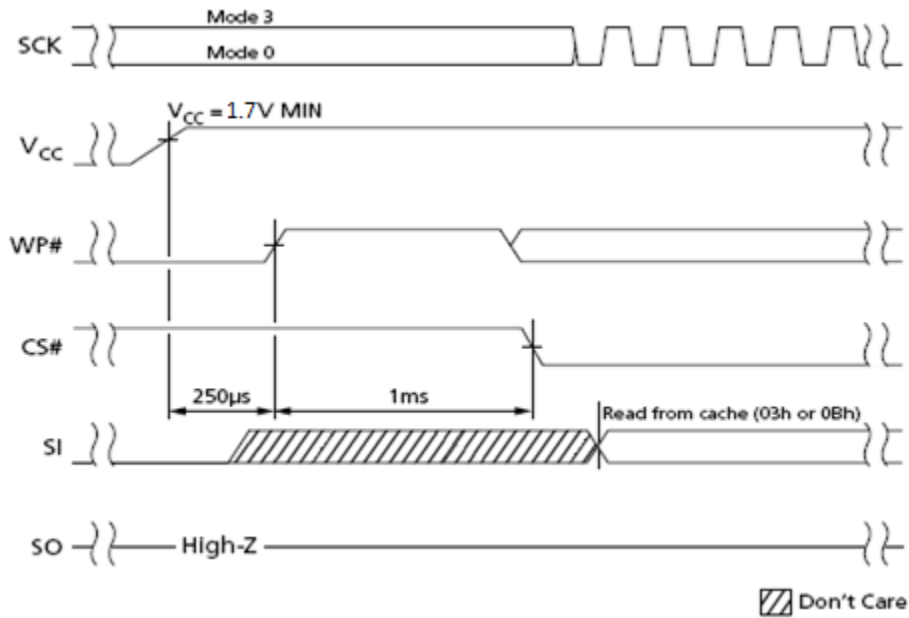 Mode 3
SCK
Mode 0
VCC = 1.7V MIN
VCC
WP#
CS#
250µs
1ms
Read from cache (03h or 0Bh)
SI
SO
High-Z
Don't Care